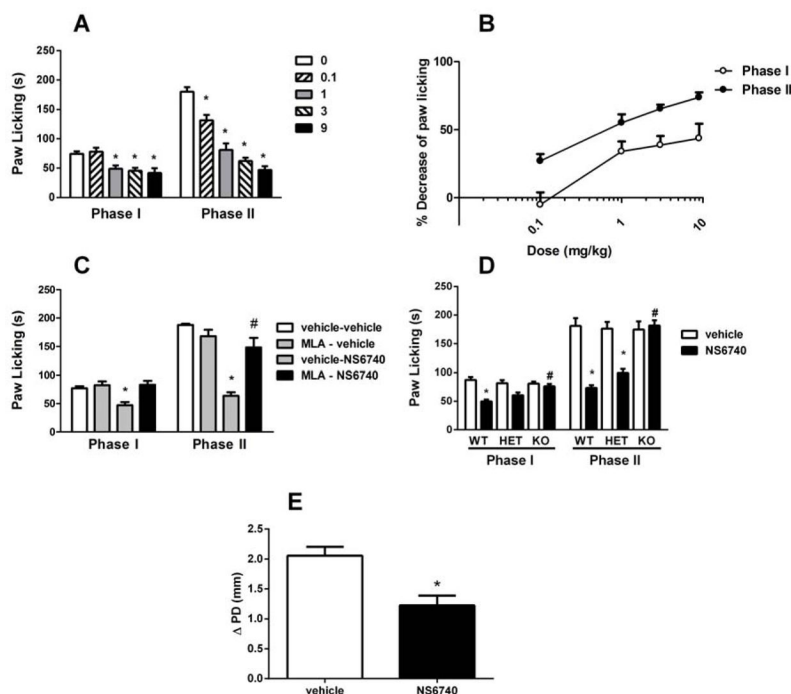 A
Paw Licking (s)
250
200
150
100
50
0
* * *
* * * *
Phase I
Phase II
0
0.1
1
3
9
B
% Decrease of paw licking
100
50
0
0.1
1
10
Dose (mg/kg)
Phase I
Phase II
C
Paw Licking (s)
250
200
150
100
50
0
*
* #
Phase I
Phase II
vehicle-vehicle
MLA - vehicle
vehicle-NS6740
MLA - NS6740
D
Paw Licking (s)
250
200
150
100
50
0
* #
* * #
WT HET KO
WT HET KO
Phase I
Phase II
vehicle
NS6740
E
Δ PD (mm)
2.5
2.0
1.5
1.0
0.5
0.0
*
vehicle
NS6740